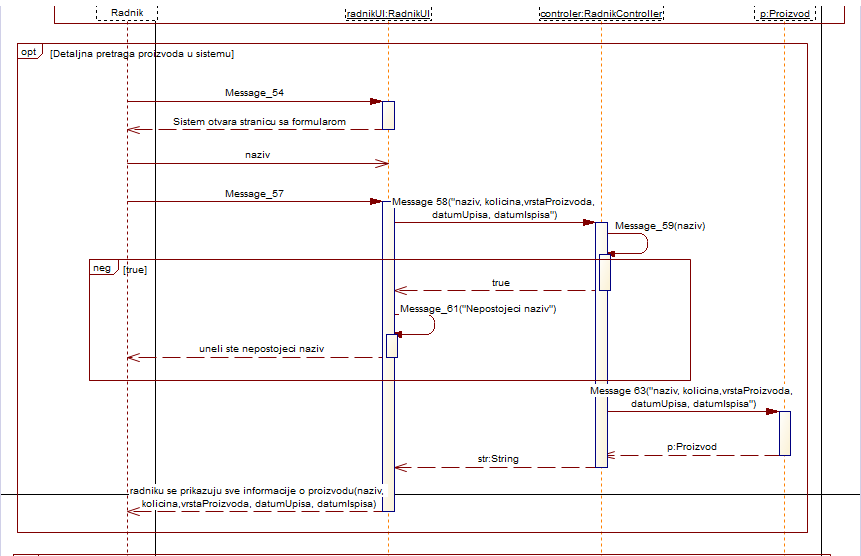 Radnik
radnikUI:RadnikUI
controler:RadnikController
p:Proizvod
opt
[Detaljna pretraga proizvoda u sistemu]
Message_54
Sistem otvara stranicu sa formularom
naziv
Message_57
Message 58("naziv, kolicina,vrstaProizvoda,
datumUpisa, datumIspisa")
Message_59(naziv)
neg
[true]
true
Message_61("Nepostojeci naziv")
uneli ste nepostojeci naziv
Message 63("naziv, kolicina,vrstaProizvoda,
datumUpisa, datumIspisa")
p:Proizvod
str:String
radniku se prikazuju sve informacije o proizvodu(naziv,
kolicina,vrstaProizvoda, datumUpisa, datumIspisa)